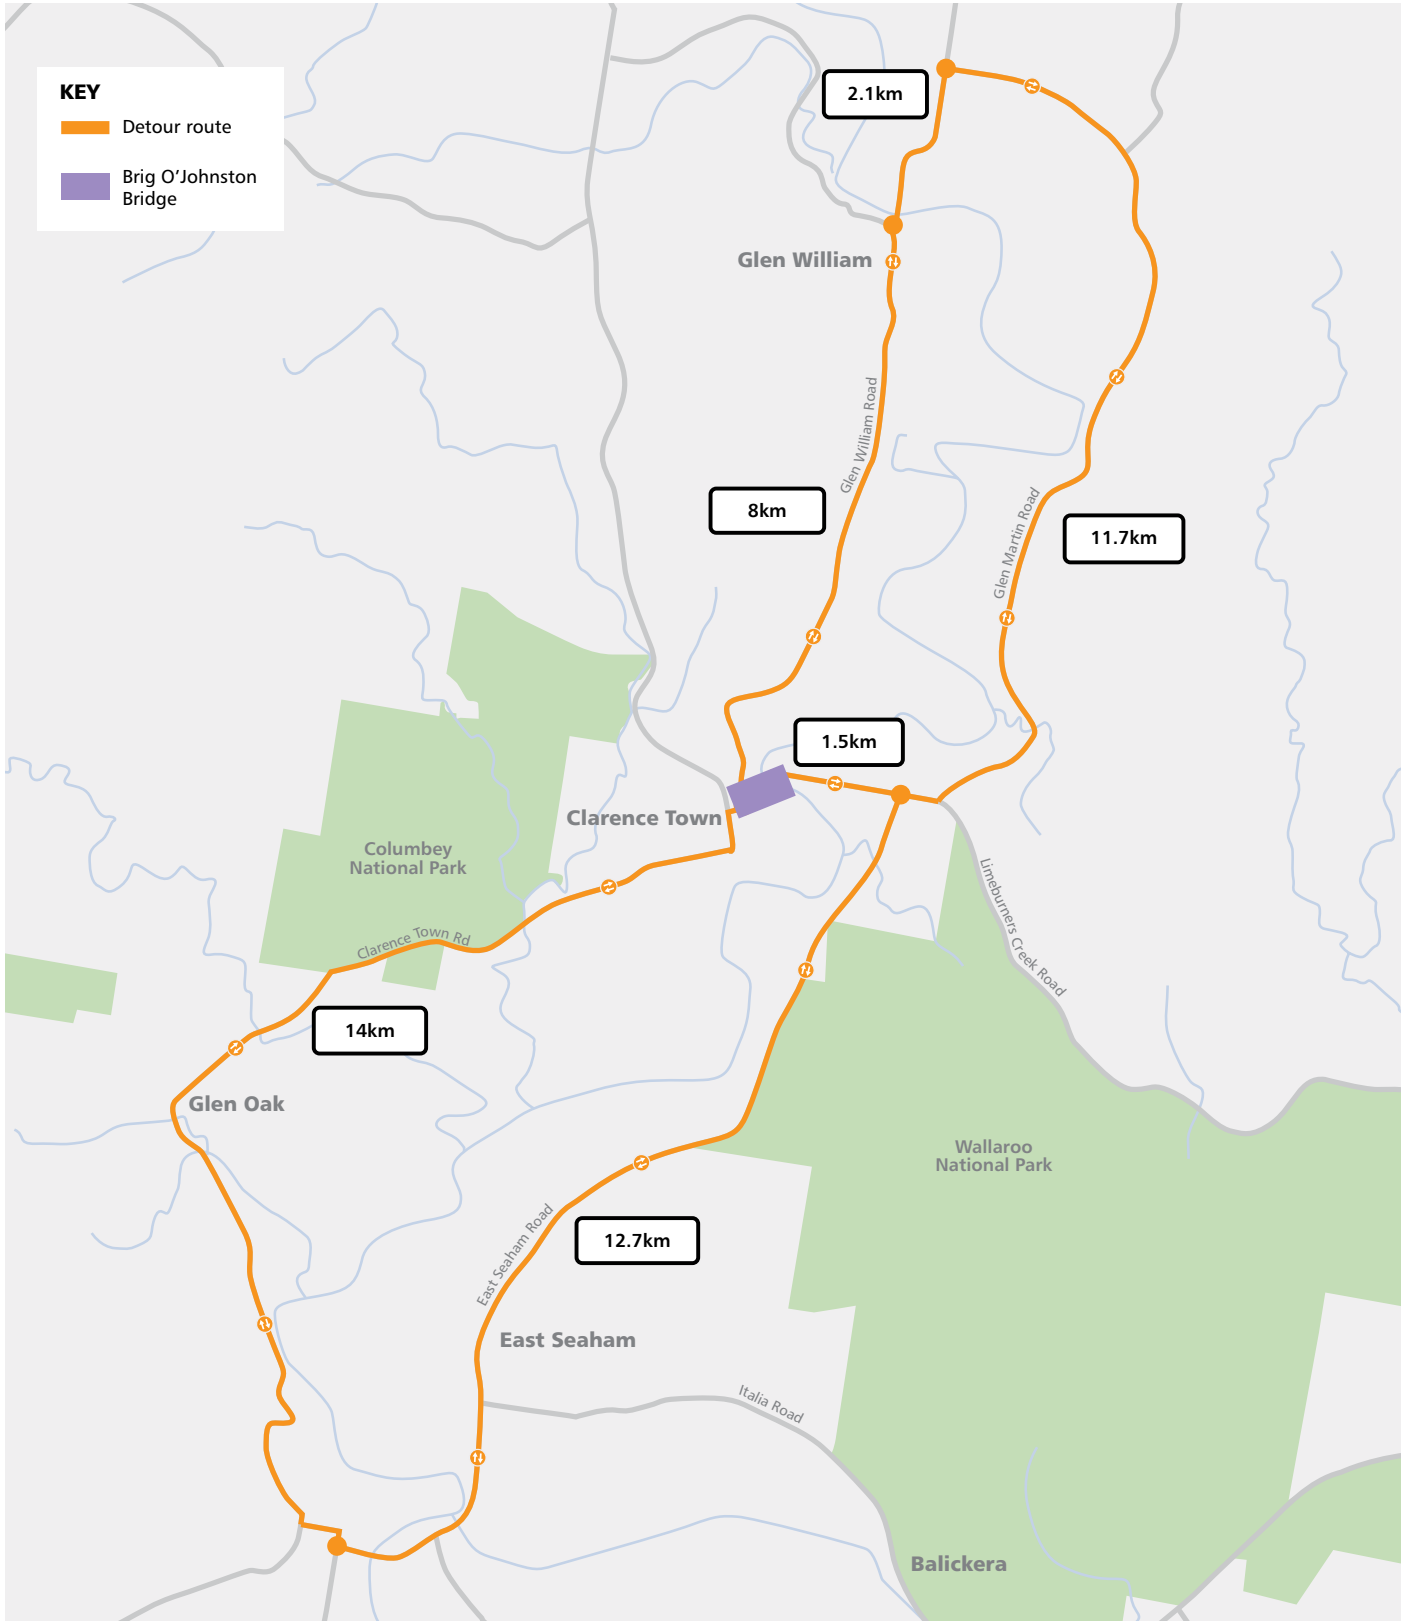 KEY
Detour route
Brig O'Johnston
Bridge
2.1km
Glen William
Glen William Road
8km
Glen Martin Road
11.7km
1.5km
Clarence Town
Columbey
National Park
Clarence Town Rd
Limeburners Creek Road
14km
Glen Oak
Wallaroo
National Park
East Seaham Road
12.7km
East Seaham
Italia Road
Balickera